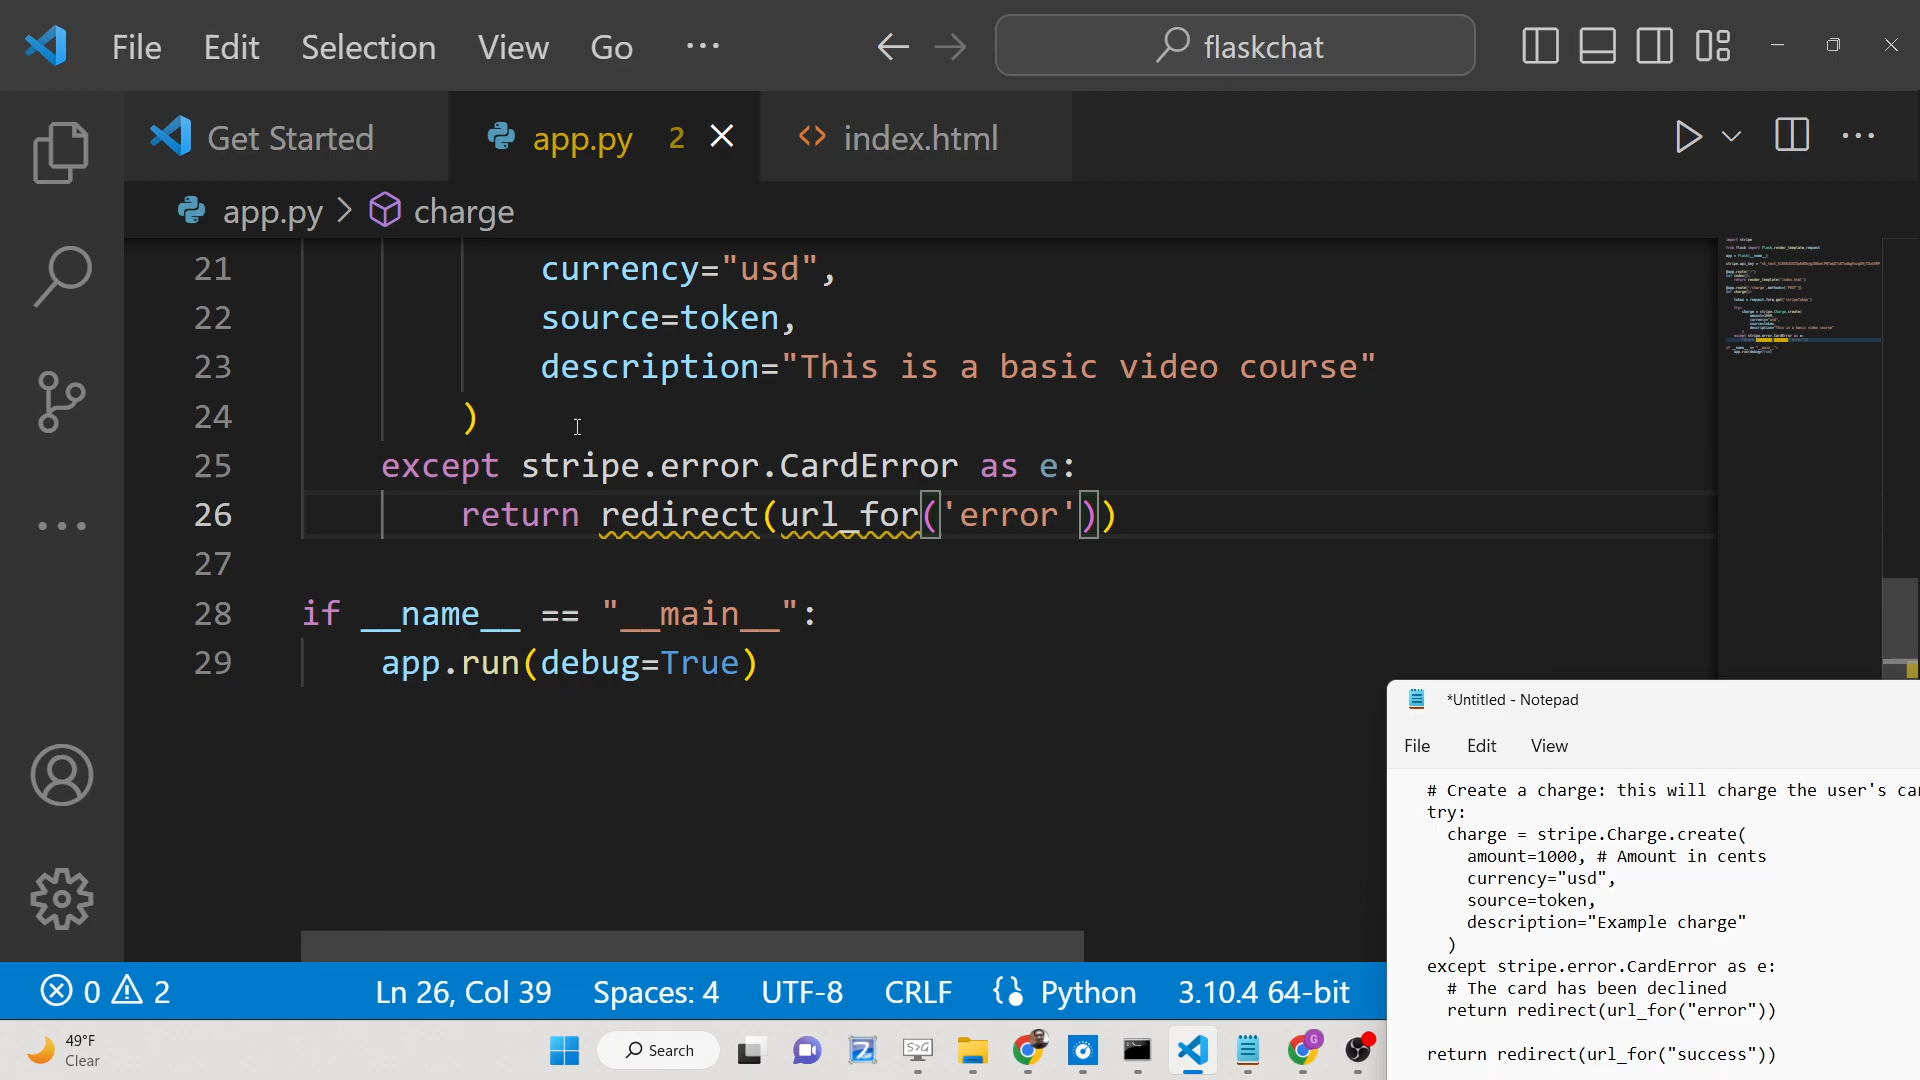 File Edit Selection View Go ··· flaskchat
Get Started app.py 2 index.html
app.py > charge
21 currency="usd",
22 source=token,
23 description="This is a basic video course"
24 )
25 except stripe.error.CardError as e:
26 return redirect(url_for('error'))
27
28 if __name__ == "__main__":
29 app.run(debug=True)
*Untitled - Notepad
File Edit View
# Create a charge: this will charge the user's
try:
charge = stripe.Charge.create(
amount=1000, # Amount in cents
currency="usd",
source=token,
description="Example charge"
)
except stripe.error.CardError as e:
# The card has been declined
return redirect(url_for("error"))
return redirect(url_for("success"))
0 2 Ln 26, Col 39 Spaces: 4 UTF-8 CRLF Python 3.10.4 64-bit
49°F
Clear
Search